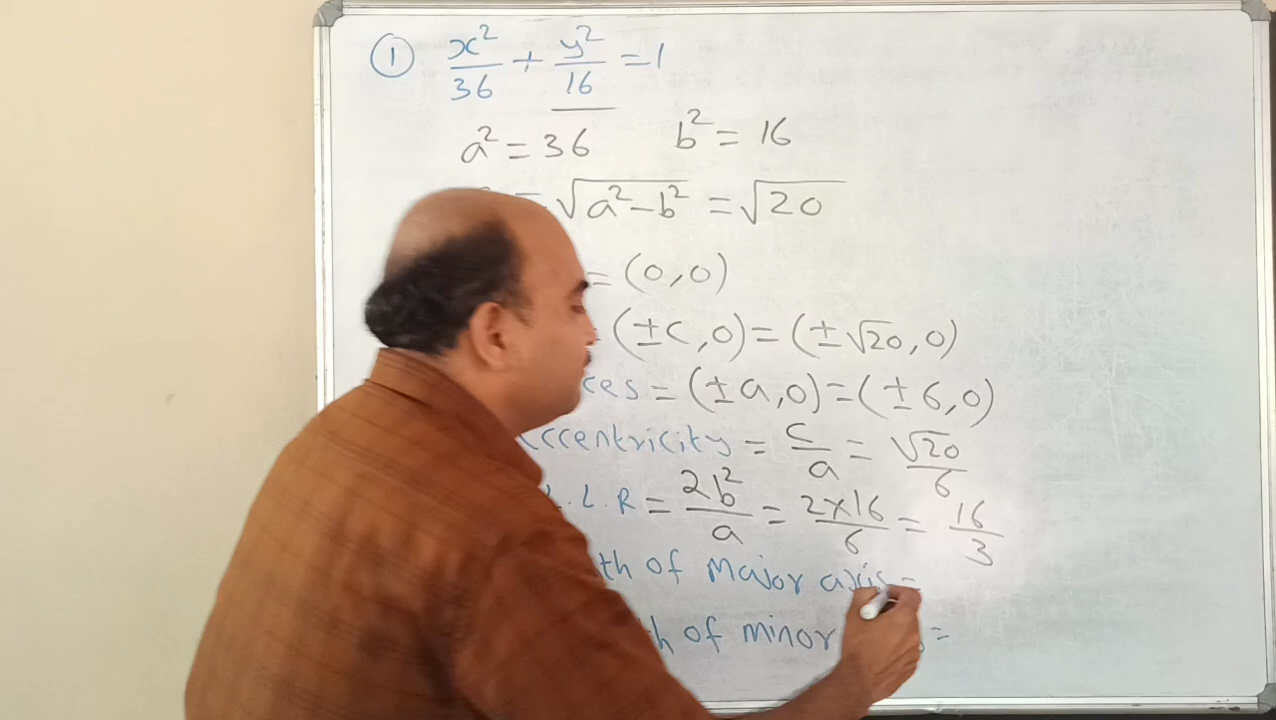 ① x²/36 + y²/16 = 1
a² = 36 b² = 16
= √(a²-b²) = √20
= (0,0)
= (±c,0) = (±√20,0)
ces = (±a,0) = (±6,0)
ccentricity = c/a = √20/6
L.R = 2b²/a = 2×16/6 = 16/3
th of major axis =
th of minor =